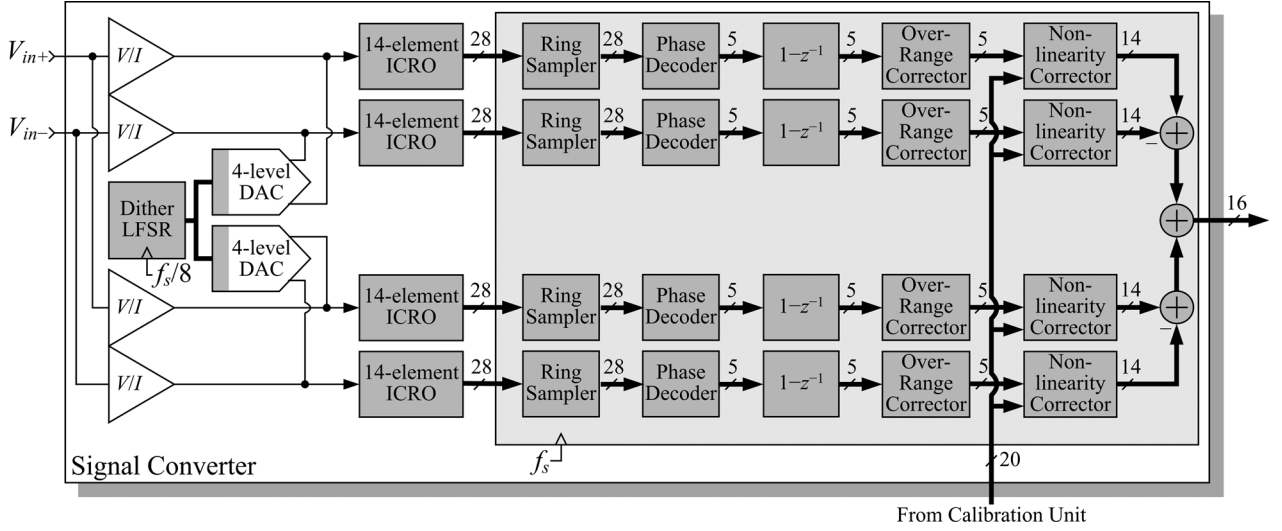 V/I
14-element
ICRO
28
Ring
Sampler
28
Phase
Decoder
5
1−z⁻¹
5
Over-
Range
Corrector
5
Non-
linearity
Corrector
14
Vin+
V/I
14-element
ICRO
28
Ring
Sampler
28
Phase
Decoder
5
1−z⁻¹
5
Over-
Range
Corrector
5
Non-
linearity
Corrector
14
+
−
Vin−
4-level
DAC
Dither
LFSR
fs/8
4-level
DAC
+
16
V/I
14-element
ICRO
28
Ring
Sampler
28
Phase
Decoder
5
1−z⁻¹
5
Over-
Range
Corrector
5
Non-
linearity
Corrector
14
+
−
V/I
14-element
ICRO
28
Ring
Sampler
28
Phase
Decoder
5
1−z⁻¹
5
Over-
Range
Corrector
5
Non-
linearity
Corrector
14
fs
20
Signal Converter
From Calibration Unit